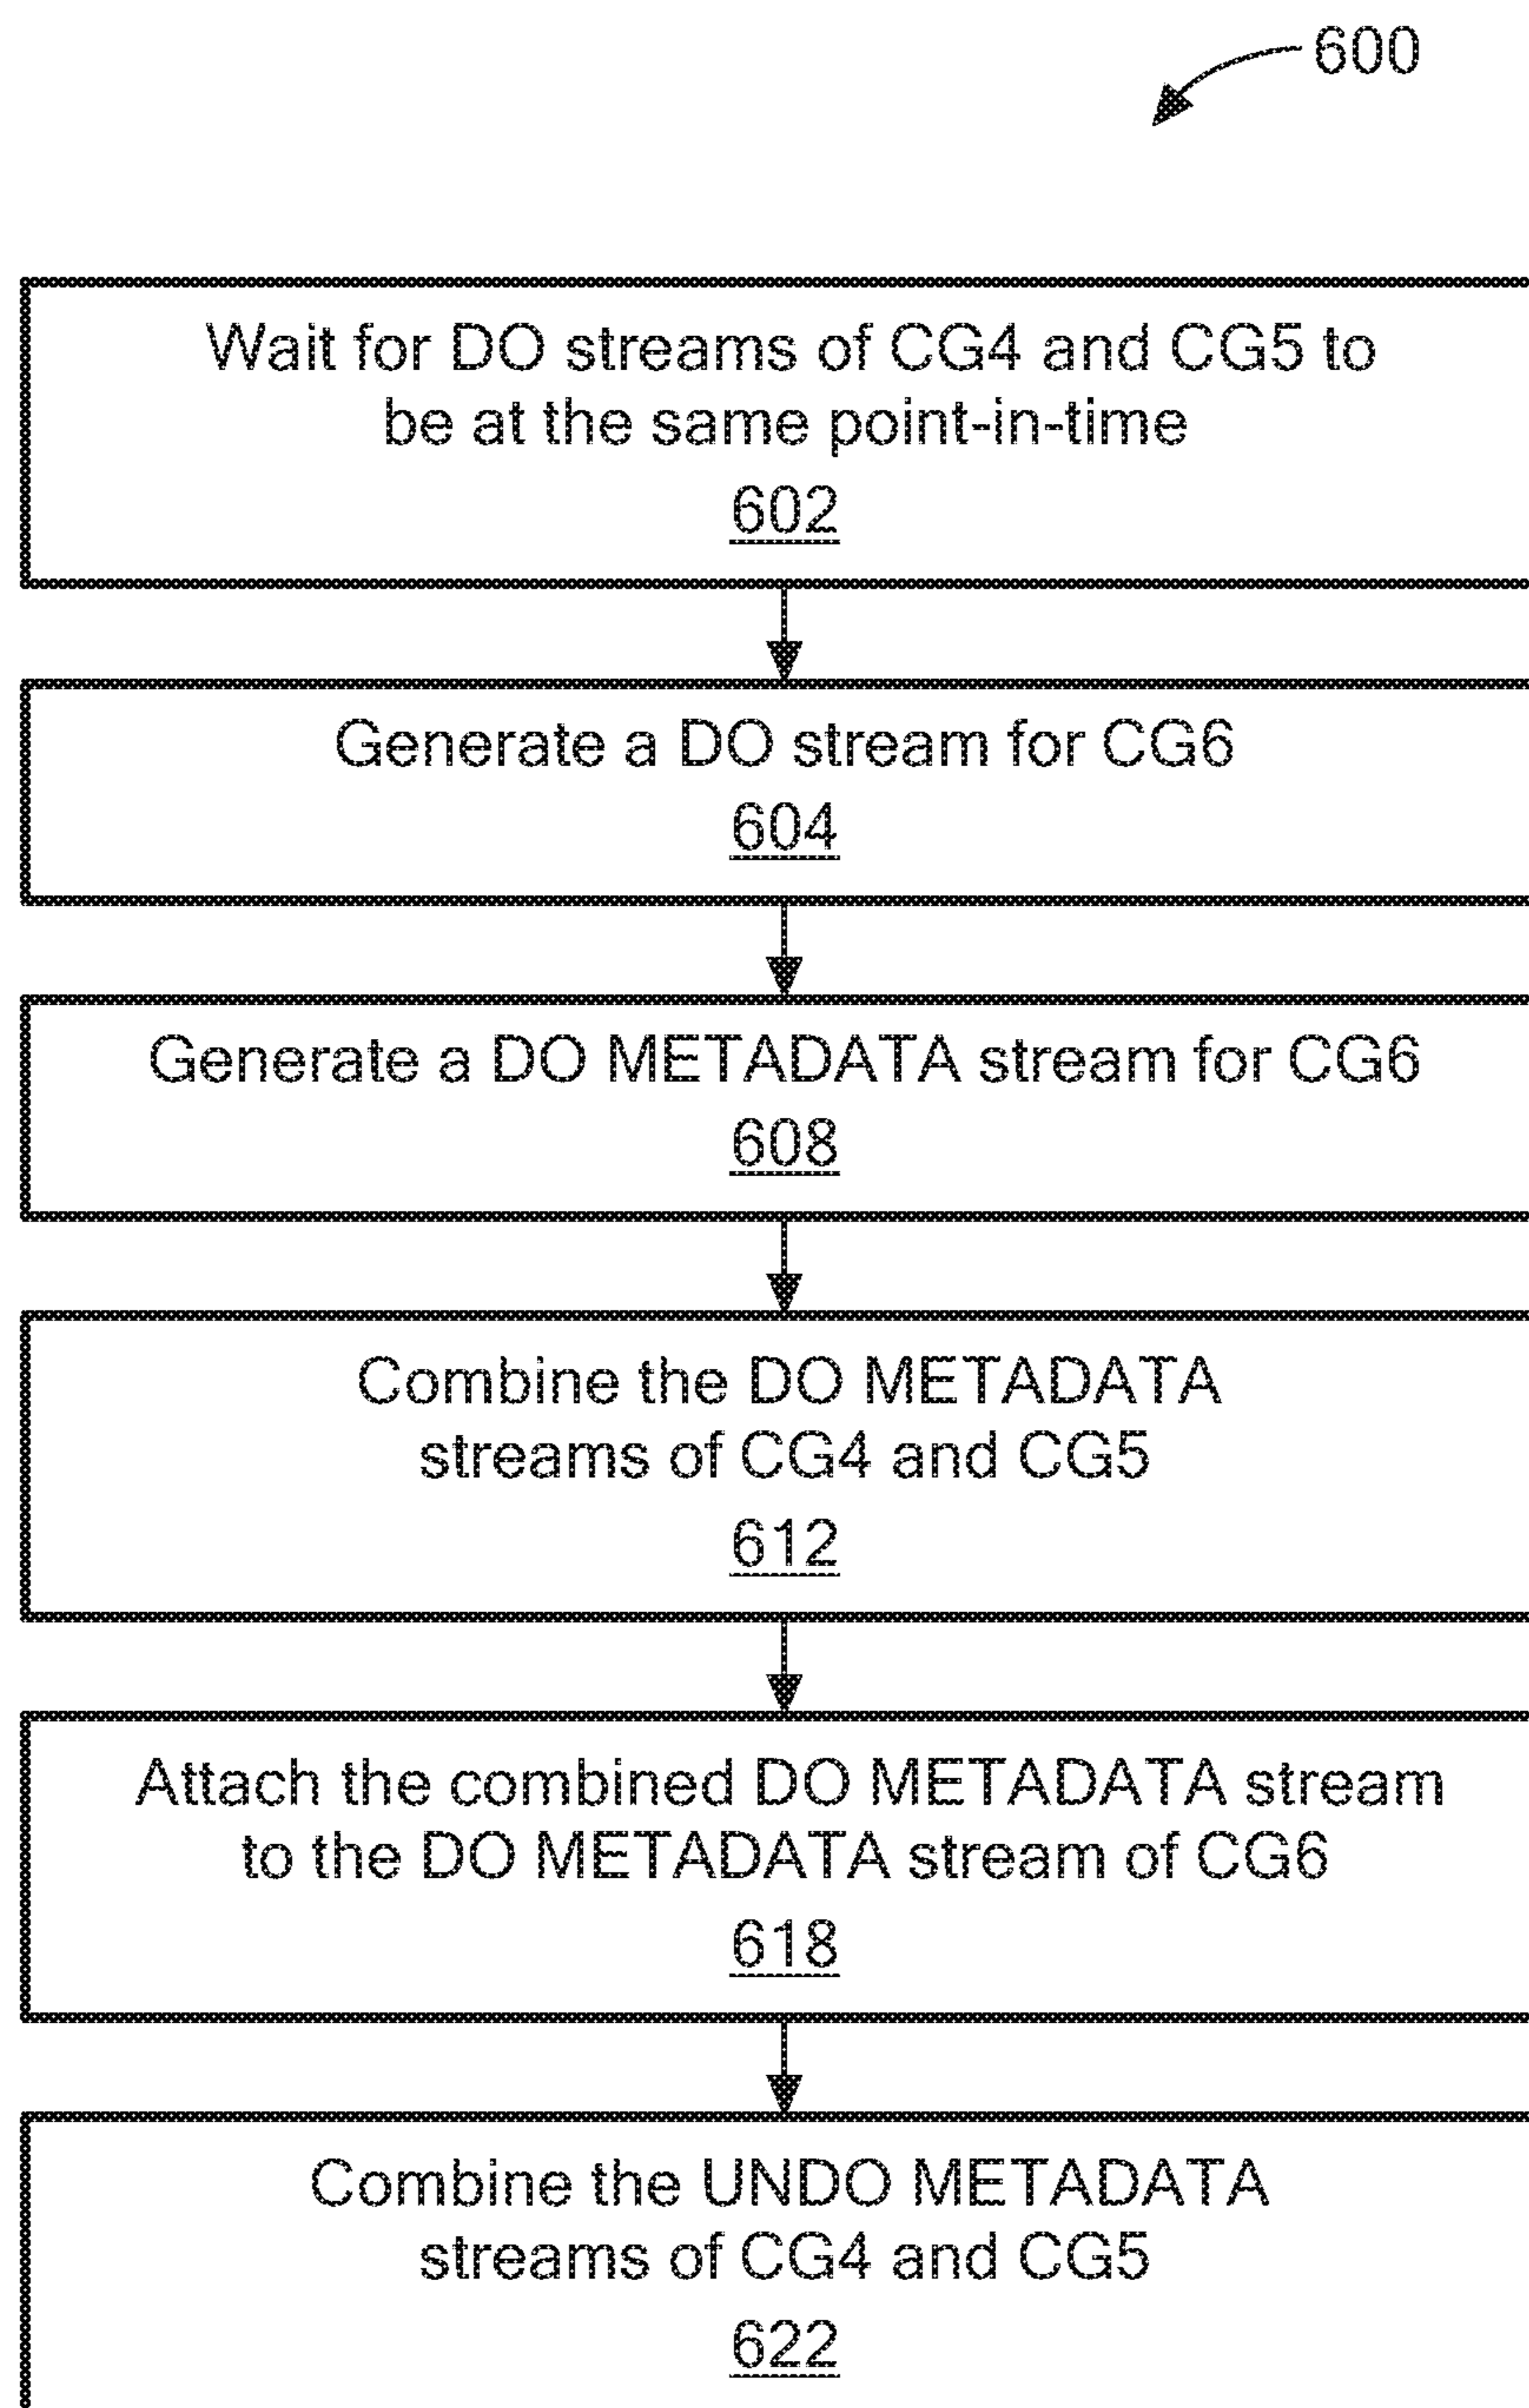 600
Wait for DO streams of CG4 and CG5 to
be at the same point-in-time
602
Generate a DO stream for CG6
604
Generate a DO METADATA stream for CG6
608
Combine the DO METADATA
streams of CG4 and CG5
612
Attach the combined DO METADATA stream
to the DO METADATA stream of CG6
618
Combine the UNDO METADATA
streams of CG4 and CG5
622